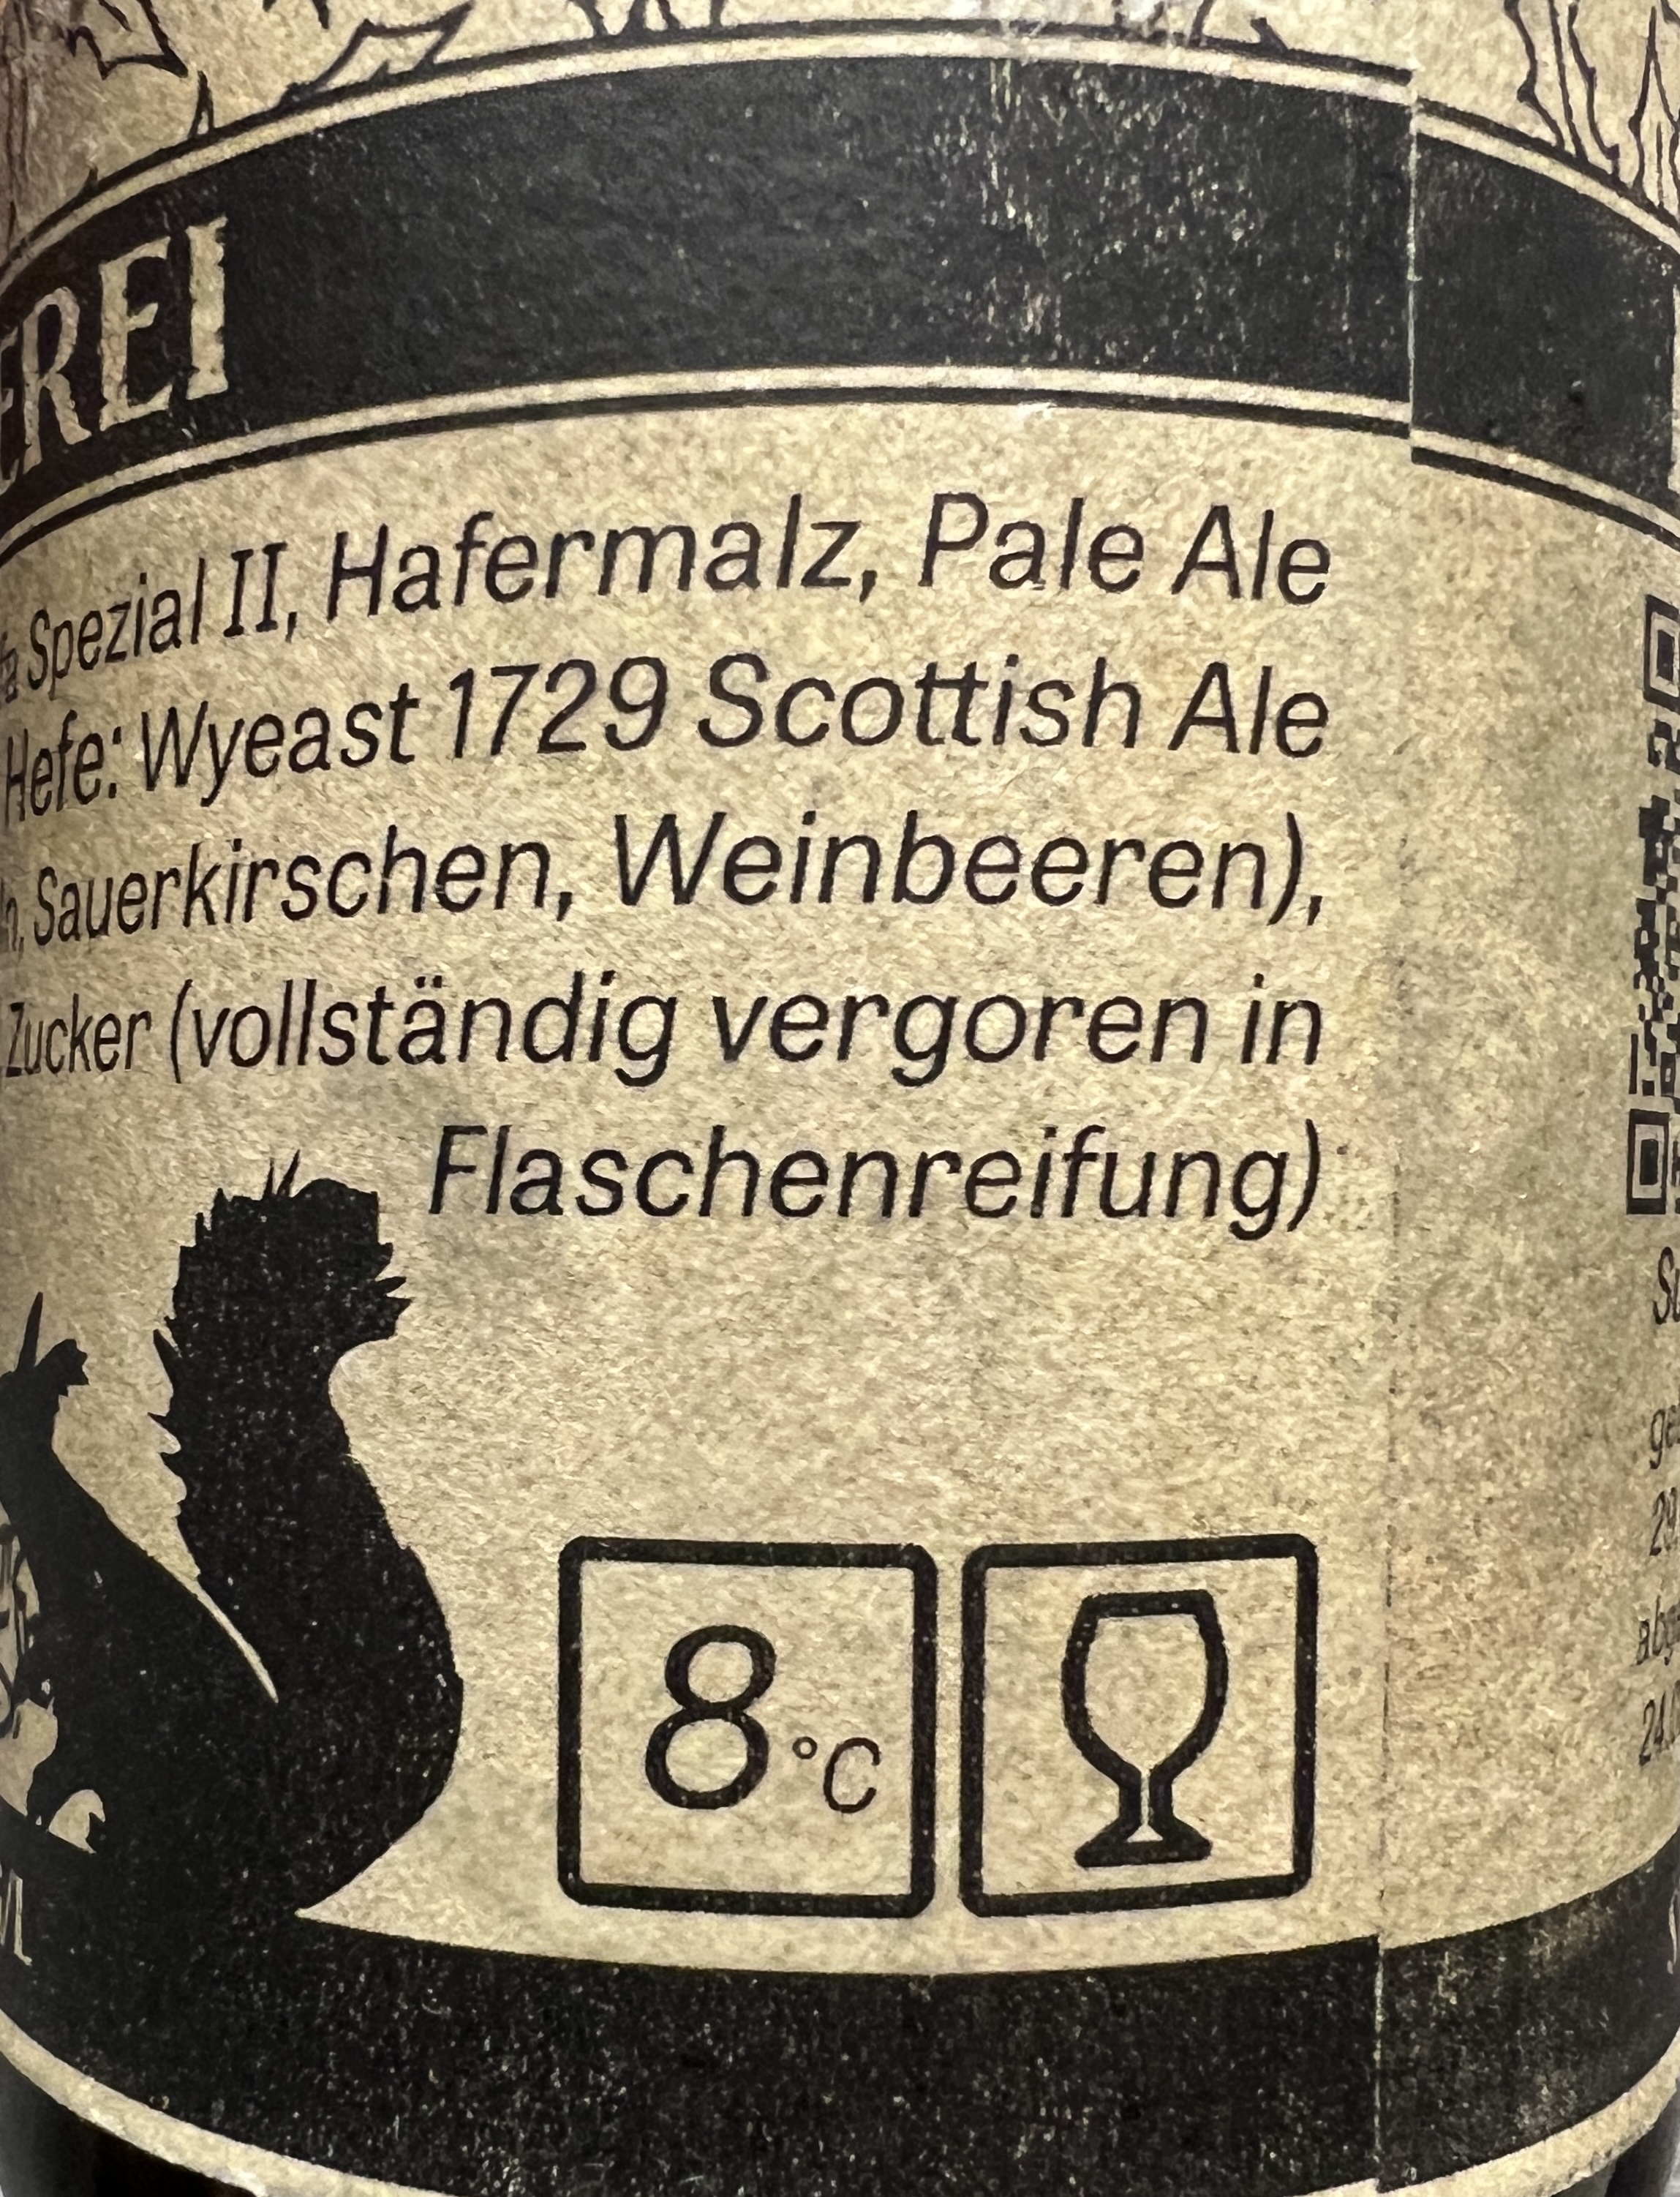 EREI
Spezial II, Hafermalz, Pale Ale
Hefe: Wyeast 1729 Scottish Ale
Sauerkirschen, Weinbeeren),
Zucker (vollständig vergoren in
Flaschenreifung)
8 °C